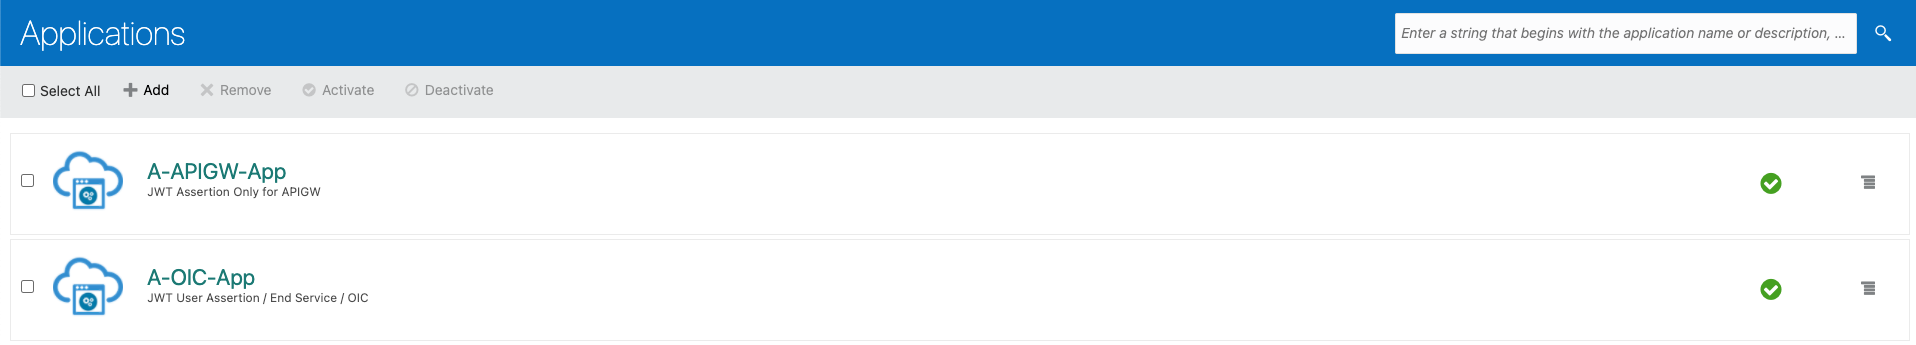 Applications
Enter a string that begins with the application name or description, ...
Select All Add Remove Activate Deactivate
A-APIGW-App
JWT Assertion Only for APIGW
A-OIC-App
JWT User Assertion / End Service / OIC